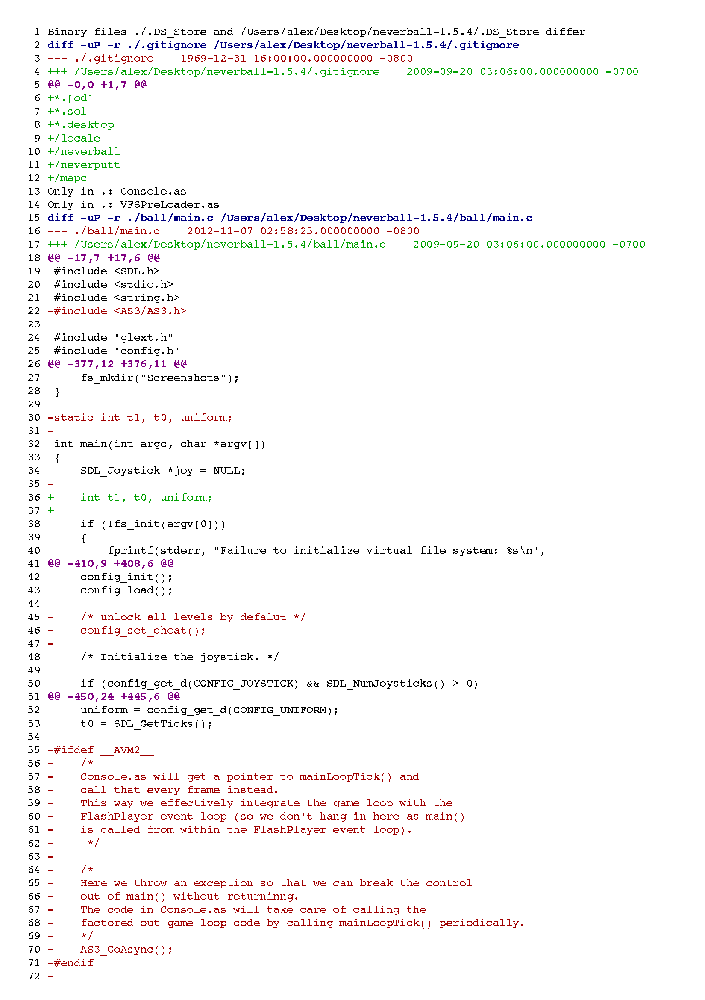 1 Binary files ./.DS_Store and /Users/alex/Desktop/neverball-1.5.4/.DS_Store differ
2 diff -uP -r ./.gitignore /Users/alex/Desktop/neverball-1.5.4/.gitignore
3 --- ./.gitignore    1969-12-31 16:00:00.000000000 -0800
4 +++ /Users/alex/Desktop/neverball-1.5.4/.gitignore    2009-09-20 03:06:00.000000000 -0700
5 @@ -0,0 +1,7 @@
6 +*.[od]
7 +*.sol
8 +*.desktop
9 +/locale
10 +/neverball
11 +/neverputt
12 +/mapc
13 Only in .: Console.as
14 Only in .: VFSPreLoader.as
15 diff -uP -r ./ball/main.c /Users/alex/Desktop/neverball-1.5.4/ball/main.c
16 --- ./ball/main.c    2012-11-07 02:58:25.000000000 -0800
17 +++ /Users/alex/Desktop/neverball-1.5.4/ball/main.c    2009-09-20 03:06:00.000000000 -0700
18 @@ -17,7 +17,6 @@
19  #include <SDL.h>
20  #include <stdio.h>
21  #include <string.h>
22 -#include <AS3/AS3.h>
23
24  #include "glext.h"
25  #include "config.h"
26 @@ -377,12 +376,11 @@
27      fs_mkdir("Screenshots");
28  }
29
30 -static int t1, t0, uniform;
31 -
32  int main(int argc, char *argv[])
33  {
34      SDL_Joystick *joy = NULL;
35 -
36 +    int t1, t0, uniform;
37 +
38      if (!fs_init(argv[0]))
39      {
40          fprintf(stderr, "Failure to initialize virtual file system: %s\n",
41 @@ -410,9 +408,6 @@
42      config_init();
43      config_load();
44
45 -    /* unlock all levels by defalut */
46 -    config_set_cheat();
47 -
48      /* Initialize the joystick. */
49
50      if (config_get_d(CONFIG_JOYSTICK) && SDL_NumJoysticks() > 0)
51 @@ -450,24 +445,6 @@
52      uniform = config_get_d(CONFIG_UNIFORM);
53      t0 = SDL_GetTicks();
54
55 -#ifdef __AVM2__
56 -    /*
57 -    Console.as will get a pointer to mainLoopTick() and
58 -    call that every frame instead.
59 -    This way we effectively integrate the game loop with the
60 -    FlashPlayer event loop (so we don't hang in here as main()
61 -    is called from within the FlashPlayer event loop).
62 -     */
63 -
64 -    /*
65 -    Here we throw an exception so that we can break the control
66 -    out of main() without returninng.
67 -    The code in Console.as will take care of calling the
68 -    factored out game loop code by calling mainLoopTick() periodically.
69 -    */
70 -    AS3_GoAsync();
71 -#endif
72 -